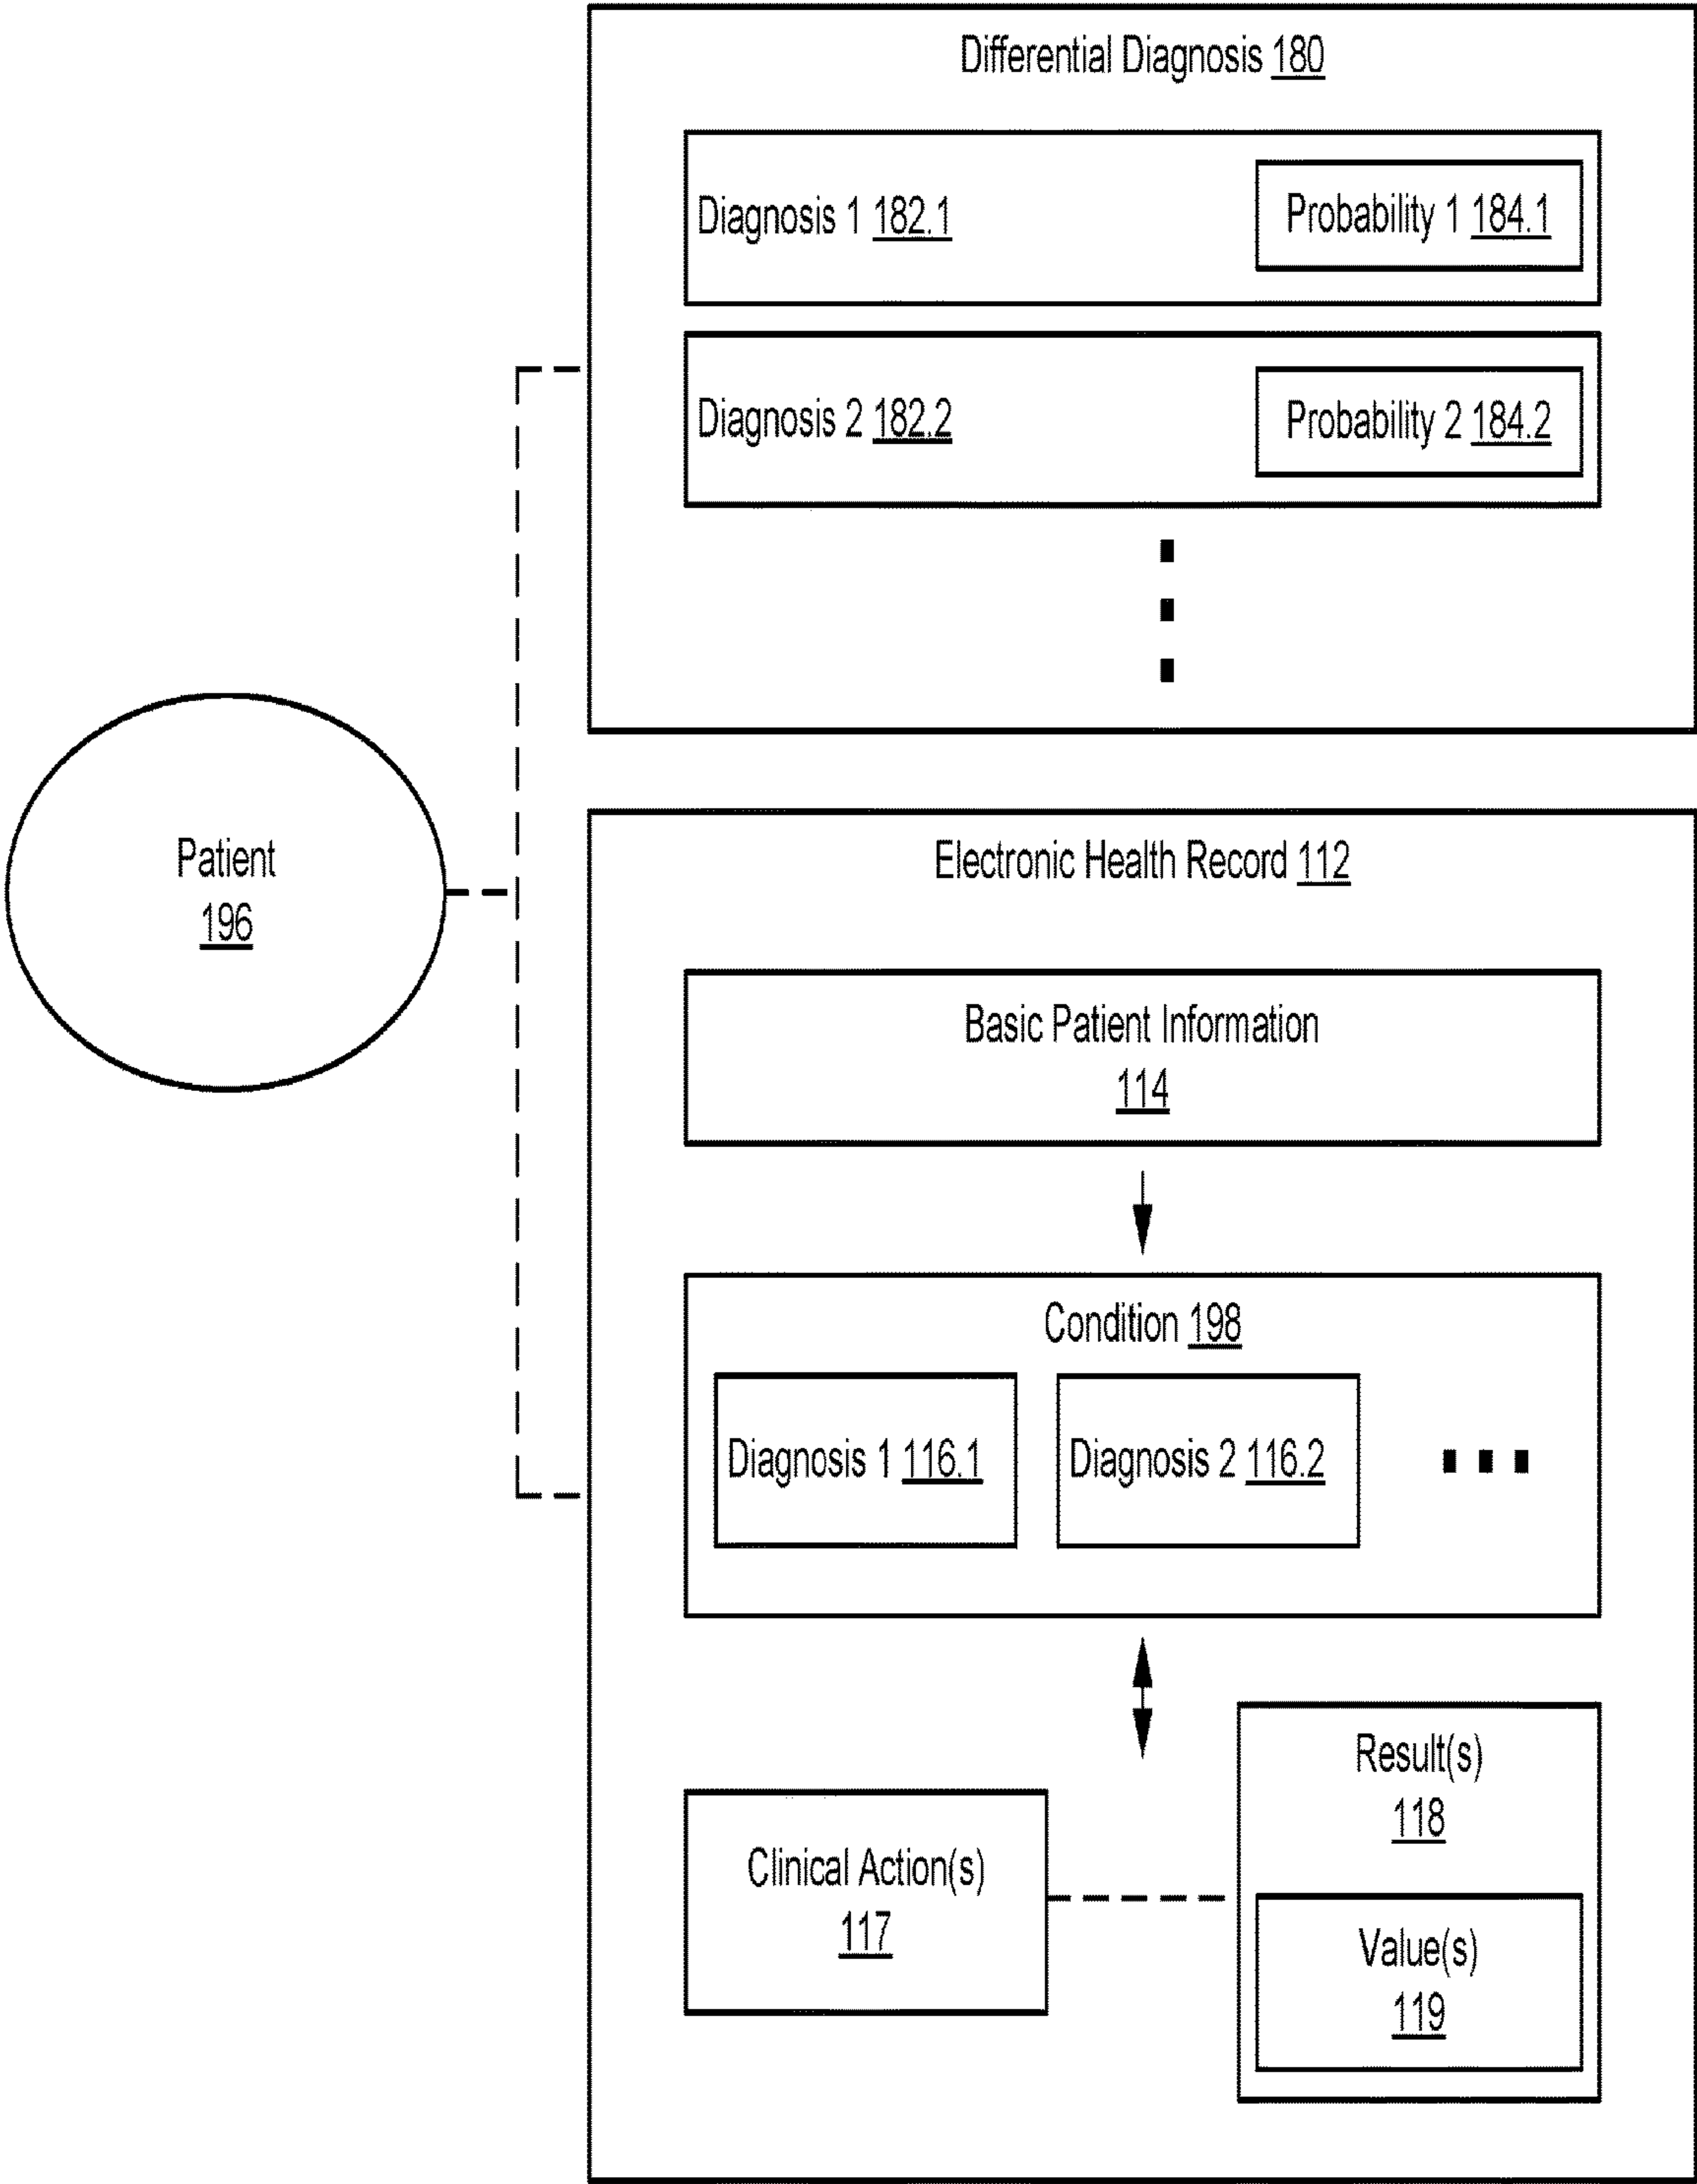 Differential Diagnosis 180
Diagnosis 1 182.1
Probability 1 184.1
Diagnosis 2 182.2
Probability 2 184.2
Patient
196
Electronic Health Record 112
Basic Patient Information
114
Condition 198
Diagnosis 1 116.1
Diagnosis 2 116.2
Clinical Action(s)
117
Result(s)
118
Value(s)
119